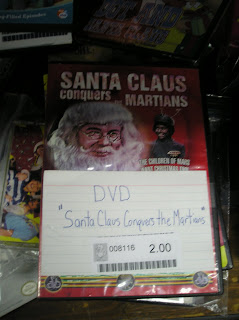 SANTA CLAUS
conquers MARTIANS
THE CHILDREN OF MARS
DVD
"Santa Claus Conquers the Martians"
008116 2.00